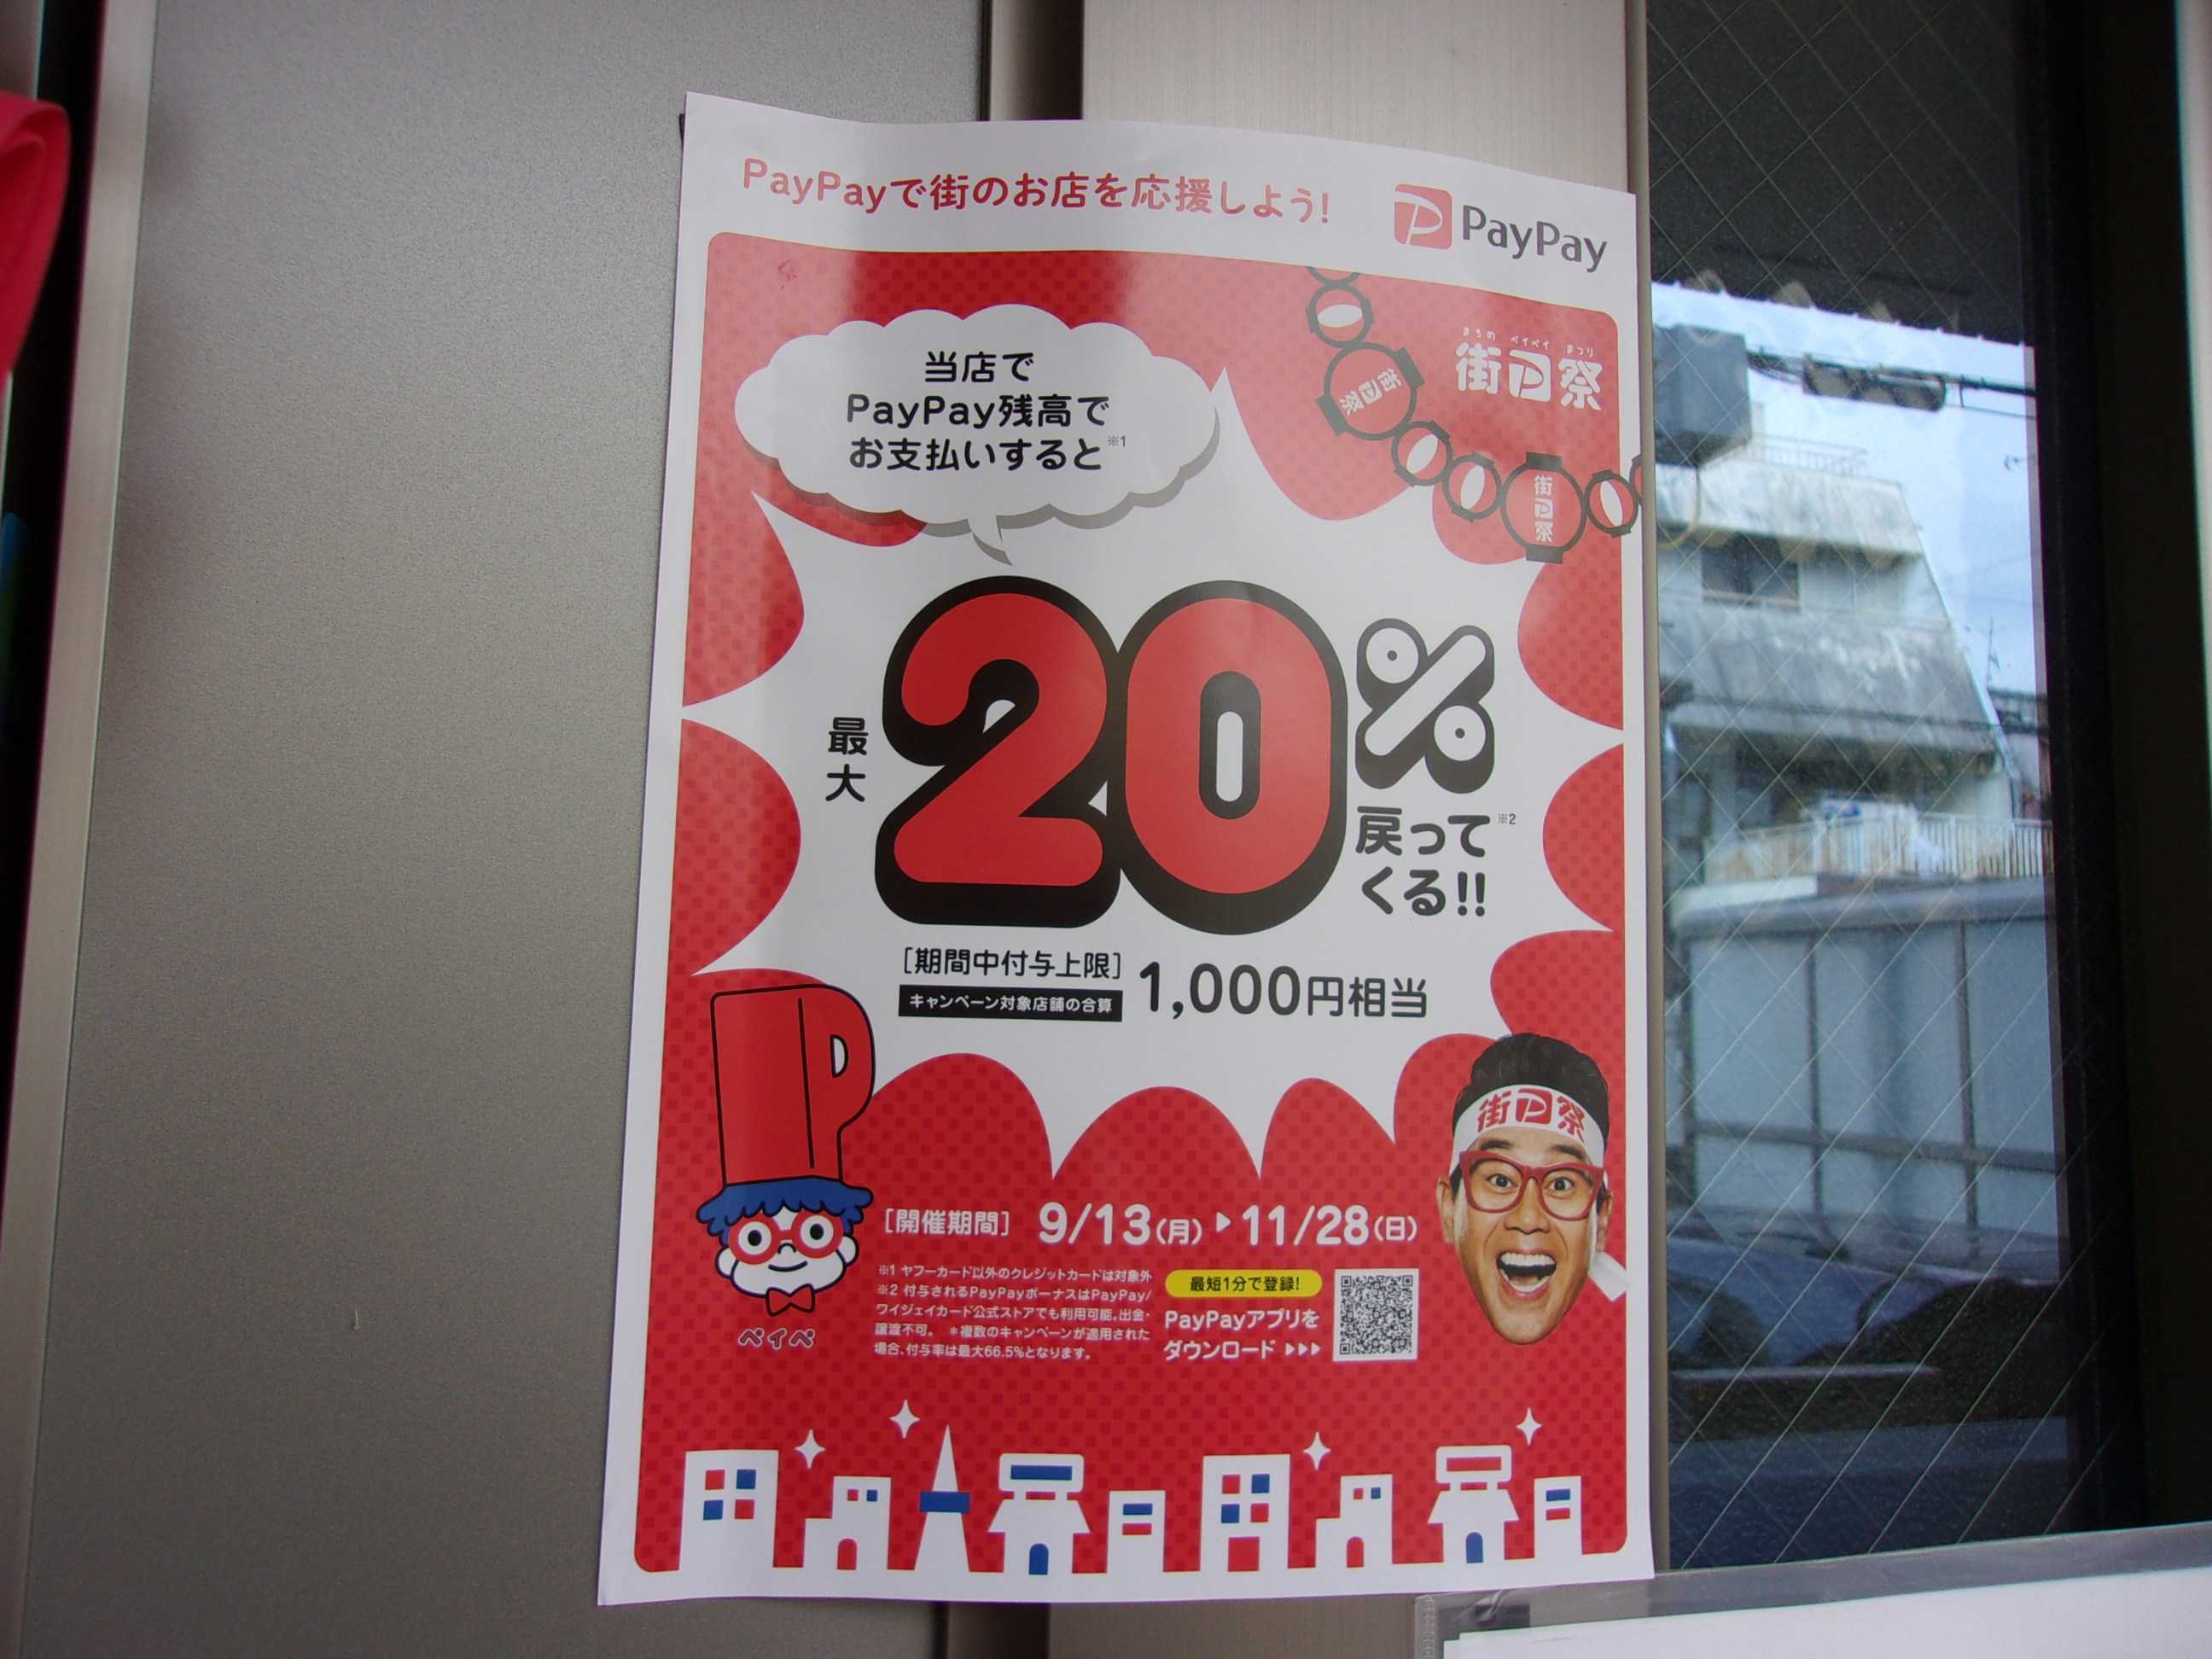 PayPayで街のお店を応援しよう!
PayPay
まちの ペイペイ まつり
街P祭
当店で
PayPay残高で
お支払いすると※1
街P祭
街P祭
最大
20%
戻って※2
くる!!
[期間中付与上限]
キャンペーン対象店舗の合算
1,000円相当
街P祭
[開催期間] 9/13(月)▶11/28(日)
※1 ヤフーカード以外のクレジットカードは対象外
※2 付与されるPayPayボーナスはPayPay/
ワイジェイカード公式ストアでも利用可能。出金・
譲渡不可。 *複数のキャンペーンが適用された
場合、付与率は最大66.5%となります。
最短1分で登録!
PayPayアプリを
ダウンロード ▶▶▶
ペイペ